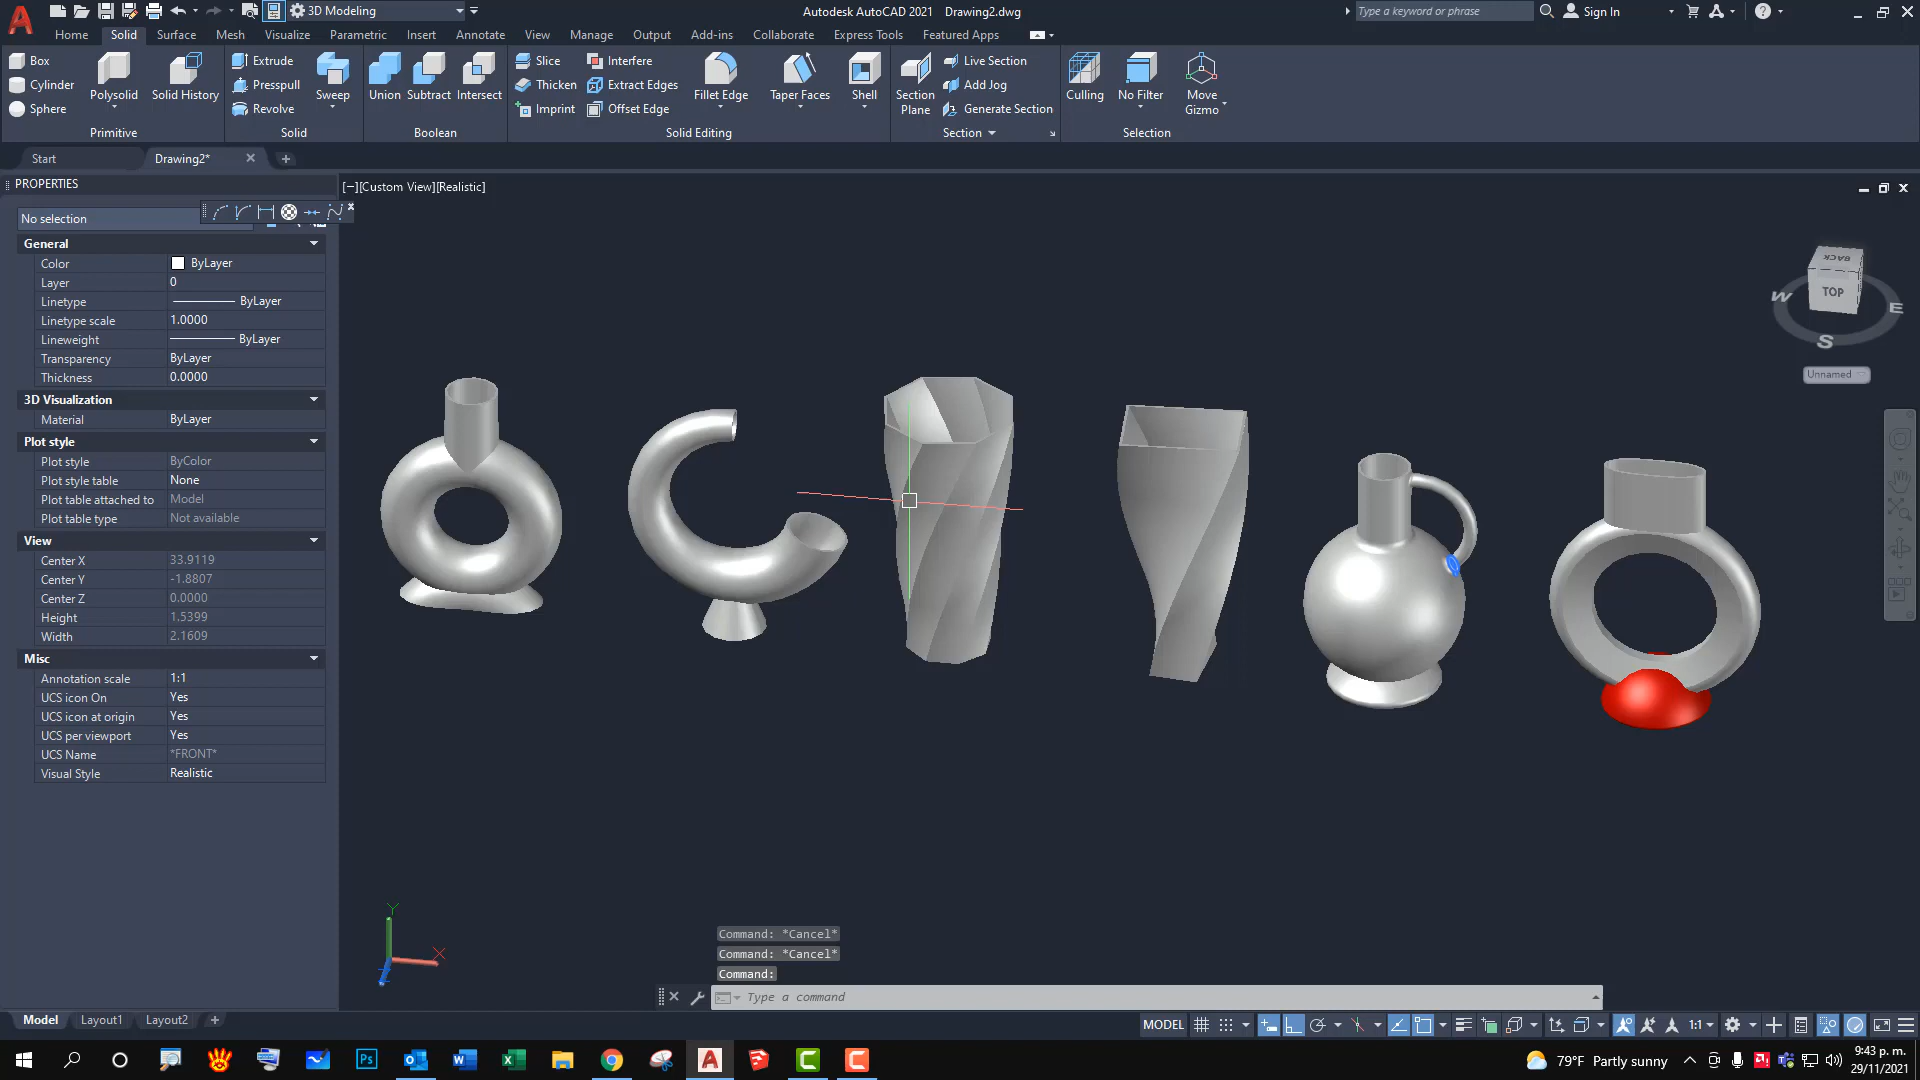 3D Modeling
Autodesk AutoCAD 2021 Drawing2.dwg
Type a keyword or phrase
Sign In
Home Solid Surface Mesh Visualize Parametric Insert Annotate View Manage Output Add-ins Collaborate Express Tools Featured Apps
Box
Cylinder
Sphere
Polysolid
Solid History
Primitive
Extrude
Presspull
Revolve
Sweep
Solid
Union Subtract Intersect
Boolean
Slice
Thicken
Imprint
Interfere
Extract Edges
Offset Edge
Fillet Edge
Taper Faces
Shell
Solid Editing
Section
Plane
Live Section
Add Jog
Generate Section
Section
Culling
No Filter
Move
Gizmo
Selection
Start
Drawing2*
PROPERTIES
[−][Custom View][Realistic]
No selection
General
Color ByLayer
Layer 0
Linetype ByLayer
Linetype scale 1.0000
Lineweight ByLayer
Transparency ByLayer
Thickness 0.0000
3D Visualization
Material ByLayer
Plot style
Plot style ByColor
Plot style table None
Plot table attached to Model
Plot table type Not available
View
Center X 33.9119
Center Y -1.8807
Center Z 0.0000
Height 1.5399
Width 2.1609
Misc
Annotation scale 1:1
UCS icon On Yes
UCS icon at origin Yes
UCS per viewport Yes
UCS Name *FRONT*
Visual Style Realistic
BACK
TOP
W
E
S
Unnamed
Y
X
Command: *Cancel*
Command: *Cancel*
Command:
Type a command
Model Layout1 Layout2
MODEL
1:1
Ps
79°F Partly sunny
9:43 p. m.
29/11/2021